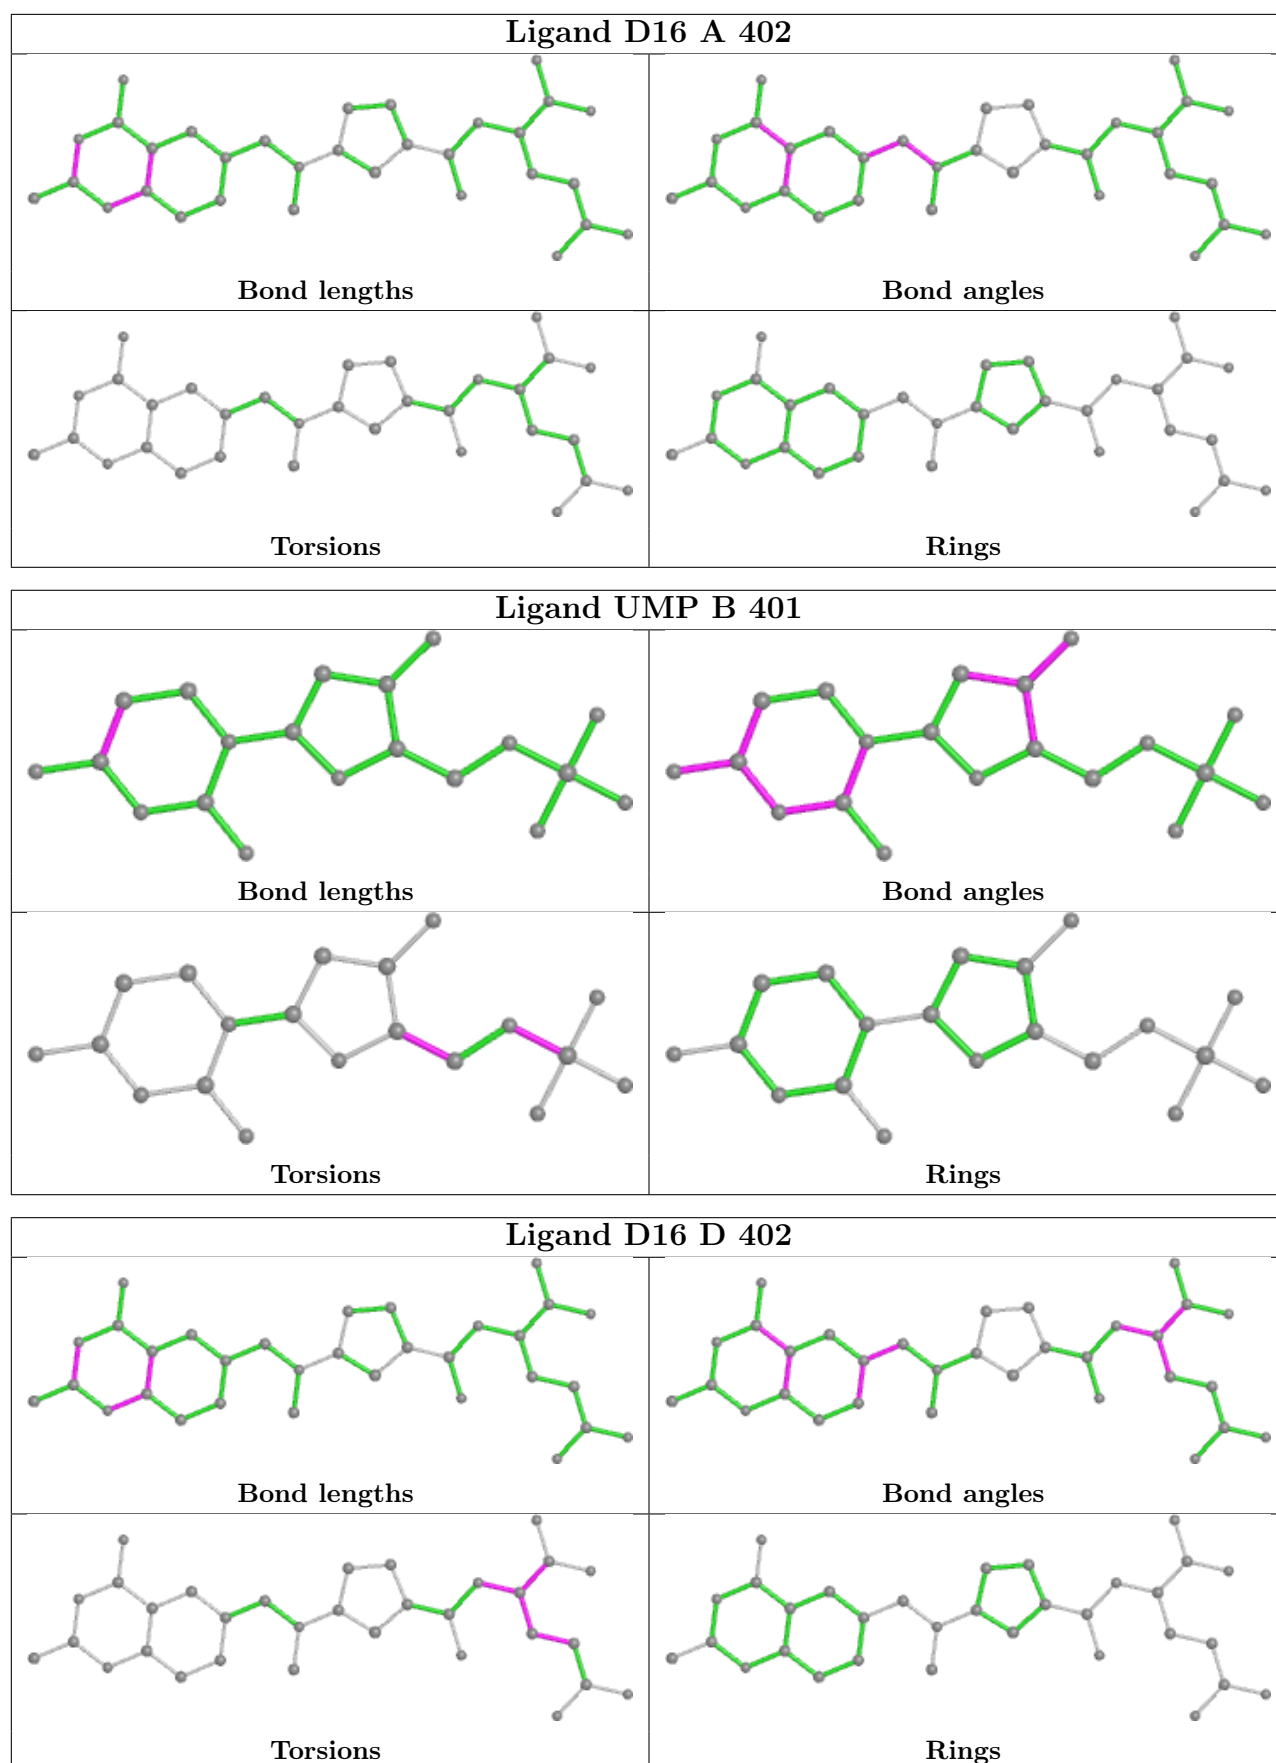 Ligand D16 A 402
Bond lengths
Bond angles
Torsions
Rings
Ligand UMP B 401
Bond lengths
Bond angles
Torsions
Rings
Ligand D16 D 402
Bond lengths
Bond angles
Torsions
Rings